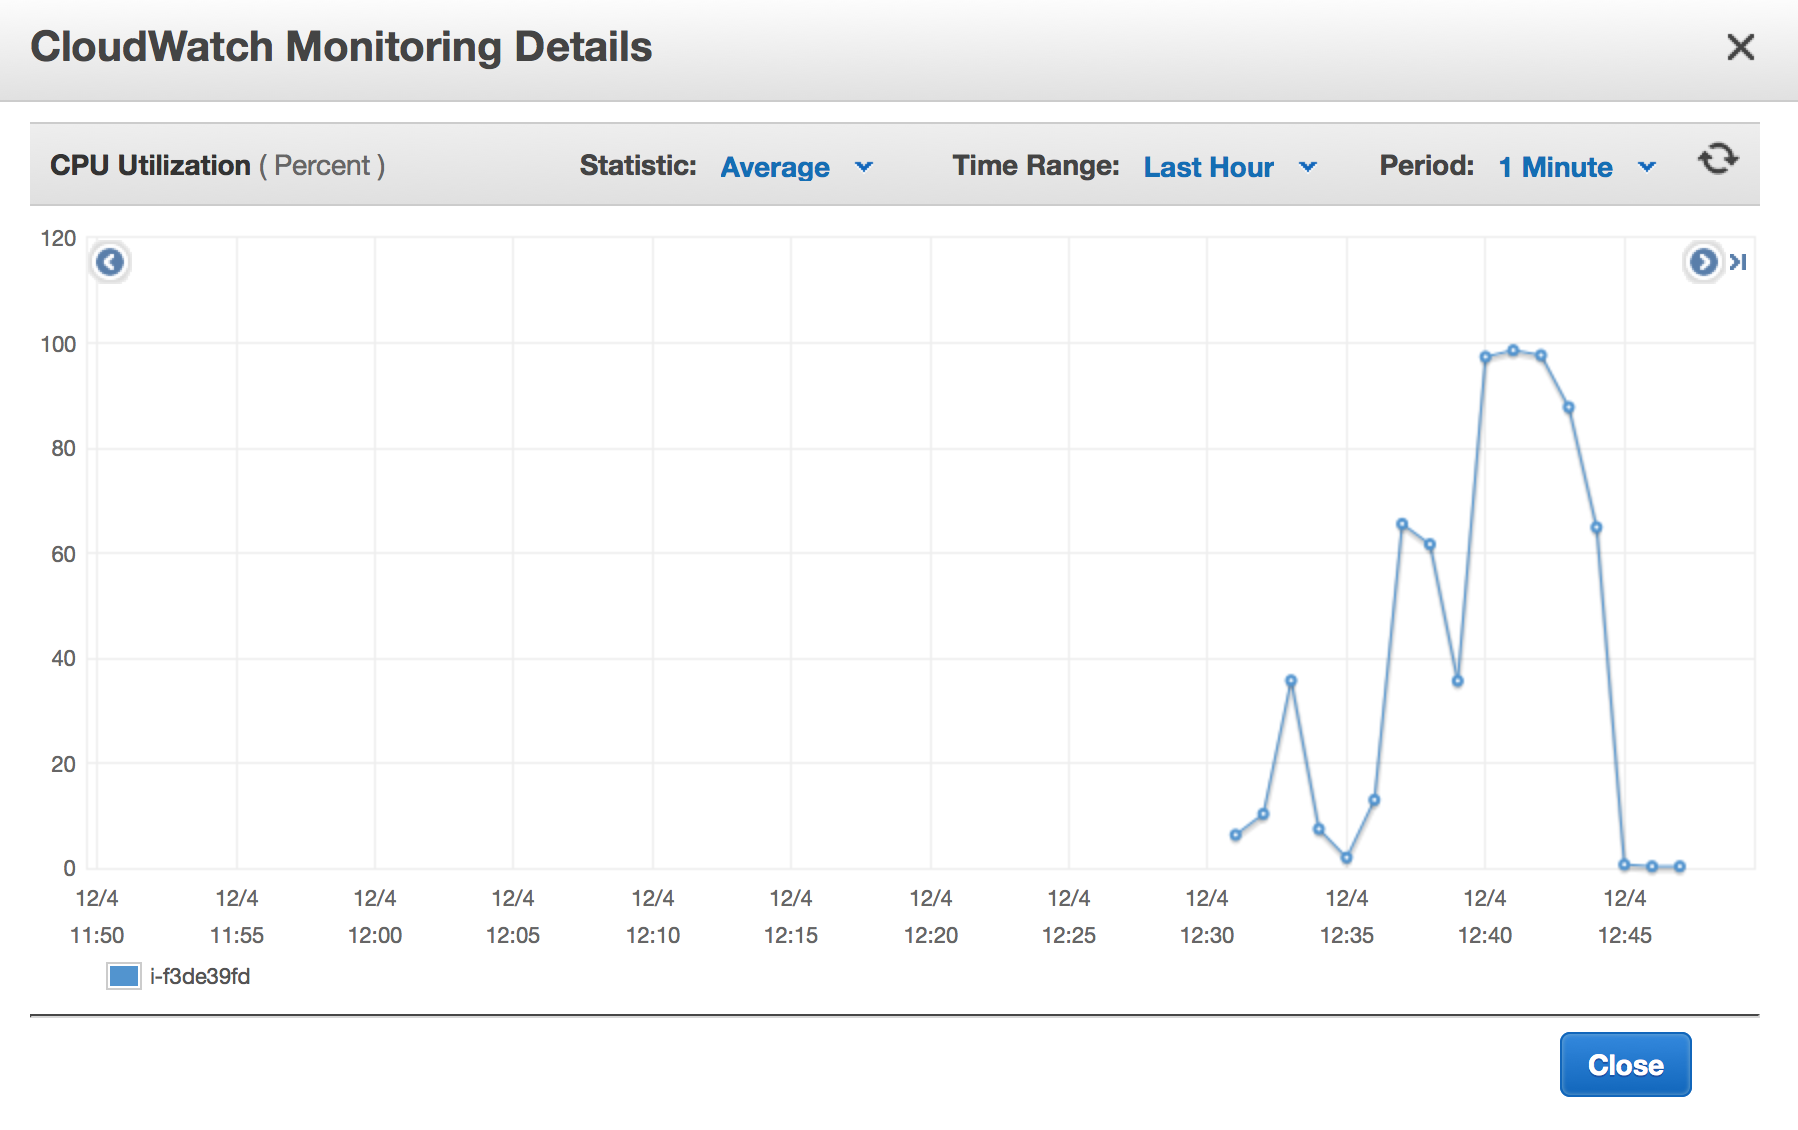 CloudWatch Monitoring Details
CPU Utilization ( Percent ) Statistic: Average Time Range: Last Hour Period: 1 Minute
120
100
80
60
40
20
0
12/4 12/4 12/4 12/4 12/4 12/4 12/4 12/4 12/4 12/4 12/4 12/4
11:50 11:55 12:00 12:05 12:10 12:15 12:20 12:25 12:30 12:35 12:40 12:45
i-f3de39fd
Close